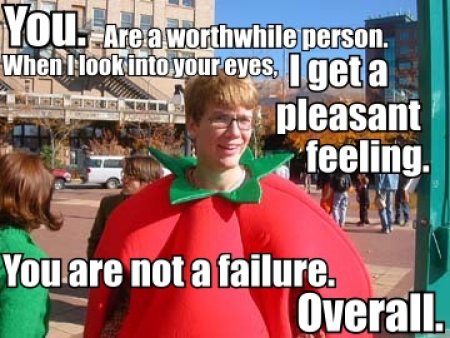 You. Are a worthwhile person.
When I look into your eyes, I get a
pleasant
feeling.
You are not a failure.
Overall.